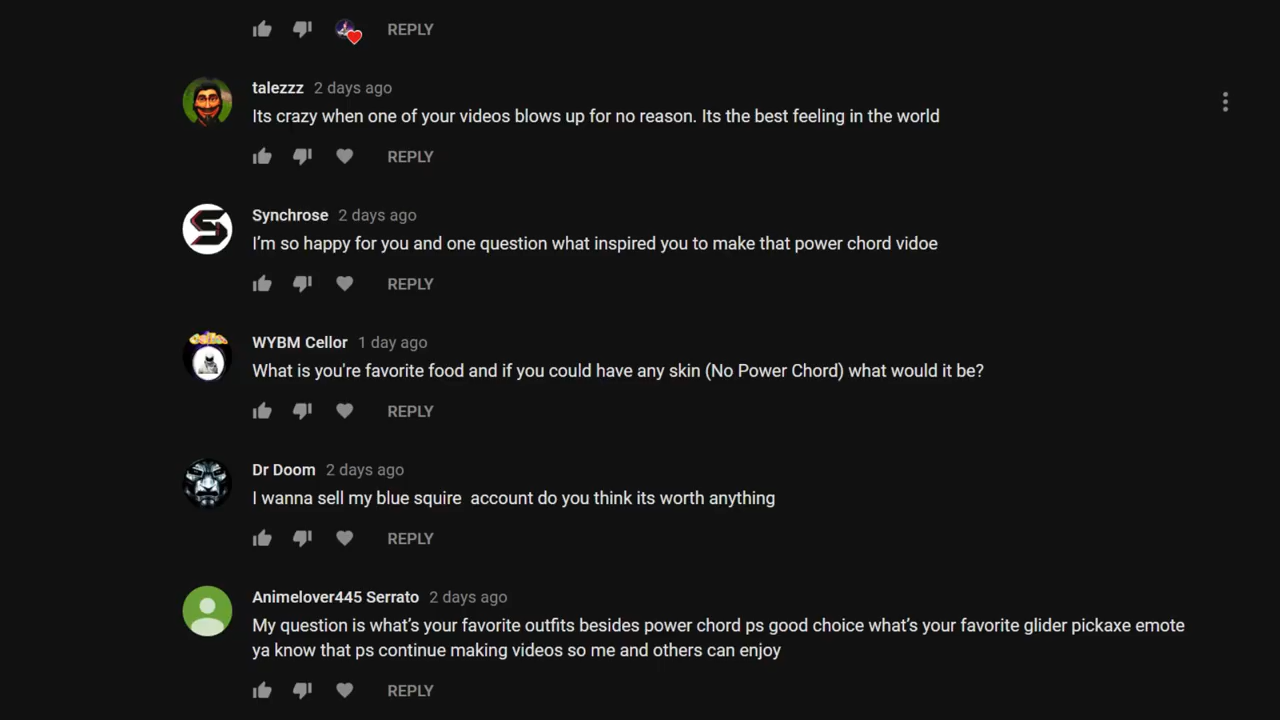 REPLY
talezzz 2 days ago
Its crazy when one of your videos blows up for no reason. Its the best feeling in the world
REPLY
Synchrose 2 days ago
I’m so happy for you and one question what inspired you to make that power chord vidoe
REPLY
WYBM Cellor 1 day ago
What is you're favorite food and if you could have any skin (No Power Chord) what would it be?
REPLY
Dr Doom 2 days ago
I wanna sell my blue squire  account do you think its worth anything
REPLY
Animelover445 Serrato 2 days ago
My question is what’s your favorite outfits besides power chord ps good choice what’s your favorite glider pickaxe emote
ya know that ps continue making videos so me and others can enjoy
REPLY